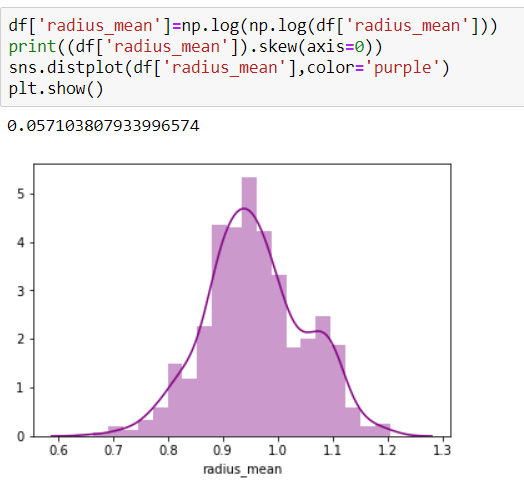 df['radius_mean']=np.log(np.log(df['radius_mean']))
print((df['radius_mean']).skew(axis=0))
sns.distplot(df['radius_mean'],color='purple')
plt.show()
0.057103807933996574
5
4
3
2
1
0
0.6 0.7 0.8 0.9 1.0 1.1 1.2 1.3
radius_mean